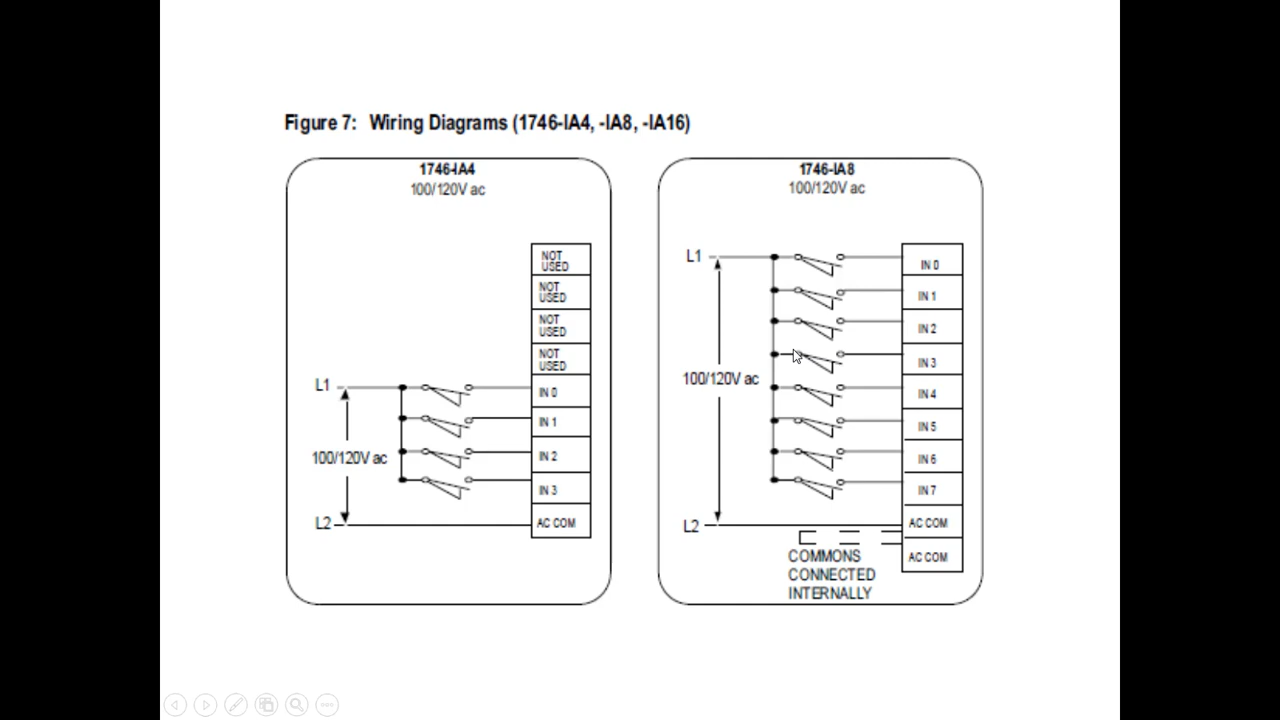 Figure 7: Wiring Diagrams (1746-IA4, -IA8, -IA16)
1746-IA4
100/120V ac
NOT
USED
NOT
USED
NOT
USED
NOT
USED
L1
IN 0
IN 1
100/120V ac
IN 2
IN 3
L2
AC COM
1746-IA8
100/120V ac
L1
IN 0
IN 1
IN 2
IN 3
100/120V ac
IN 4
IN 5
IN 6
IN 7
L2
AC COM
AC COM
COMMONS
CONNECTED
INTERNALLY